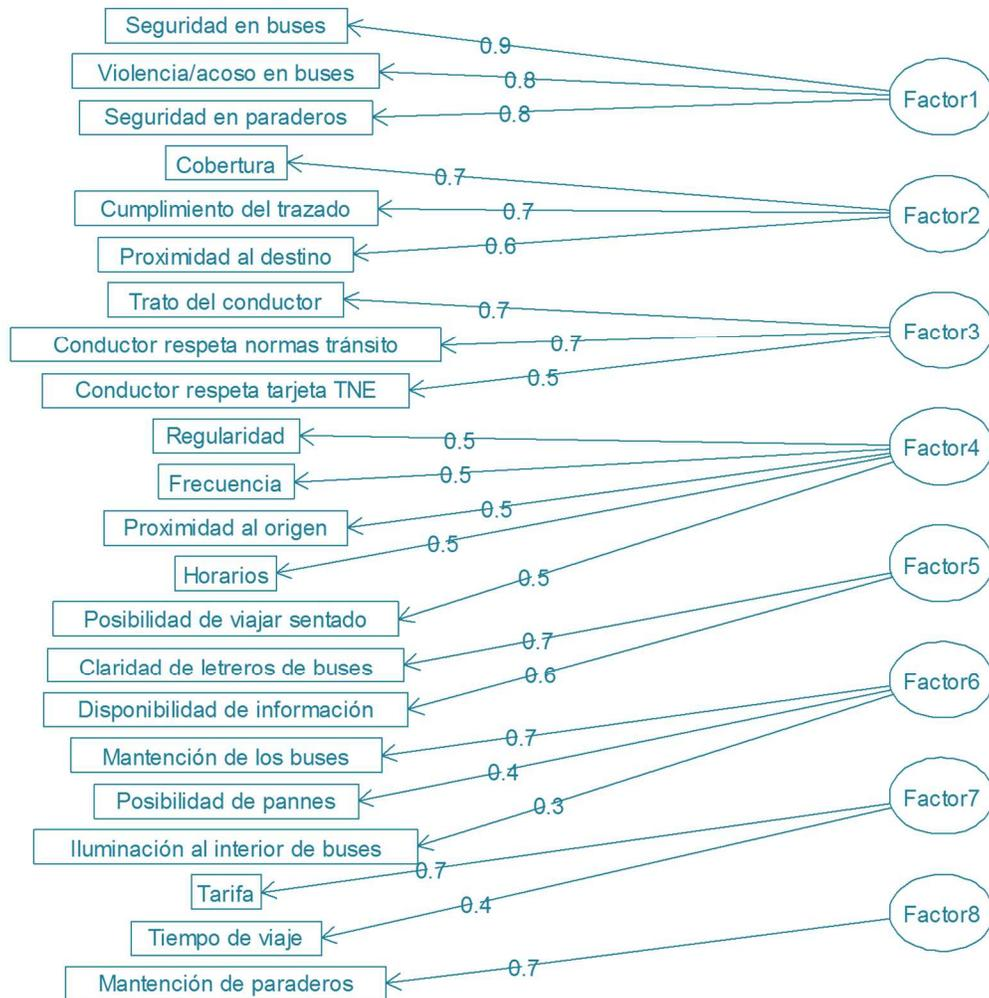 Seguridad en buses
0.9
Violencia/acoso en buses
0.8
Factor1
Seguridad en paraderos
0.8
Cobertura
0.7
Cumplimiento del trazado
0.7
Factor2
Proximidad al destino
0.6
Trato del conductor
0.7
Factor3
Conductor respeta normas tránsito
0.7
Conductor respeta tarjeta TNE
0.5
Regularidad
0.5
Factor4
Frecuencia
0.5
Proximidad al origen
0.5
Horarios
0.5
Factor5
Posibilidad de viajar sentado
0.5
Claridad de letreros de buses
0.7
Disponibilidad de información
0.6
Factor6
Mantención de los buses
0.7
Posibilidad de pannes
0.4
Factor7
Iluminación al interior de buses
0.3
Tarifa
0.7
Tiempo de viaje
0.4
Factor8
Mantención de paraderos
0.7